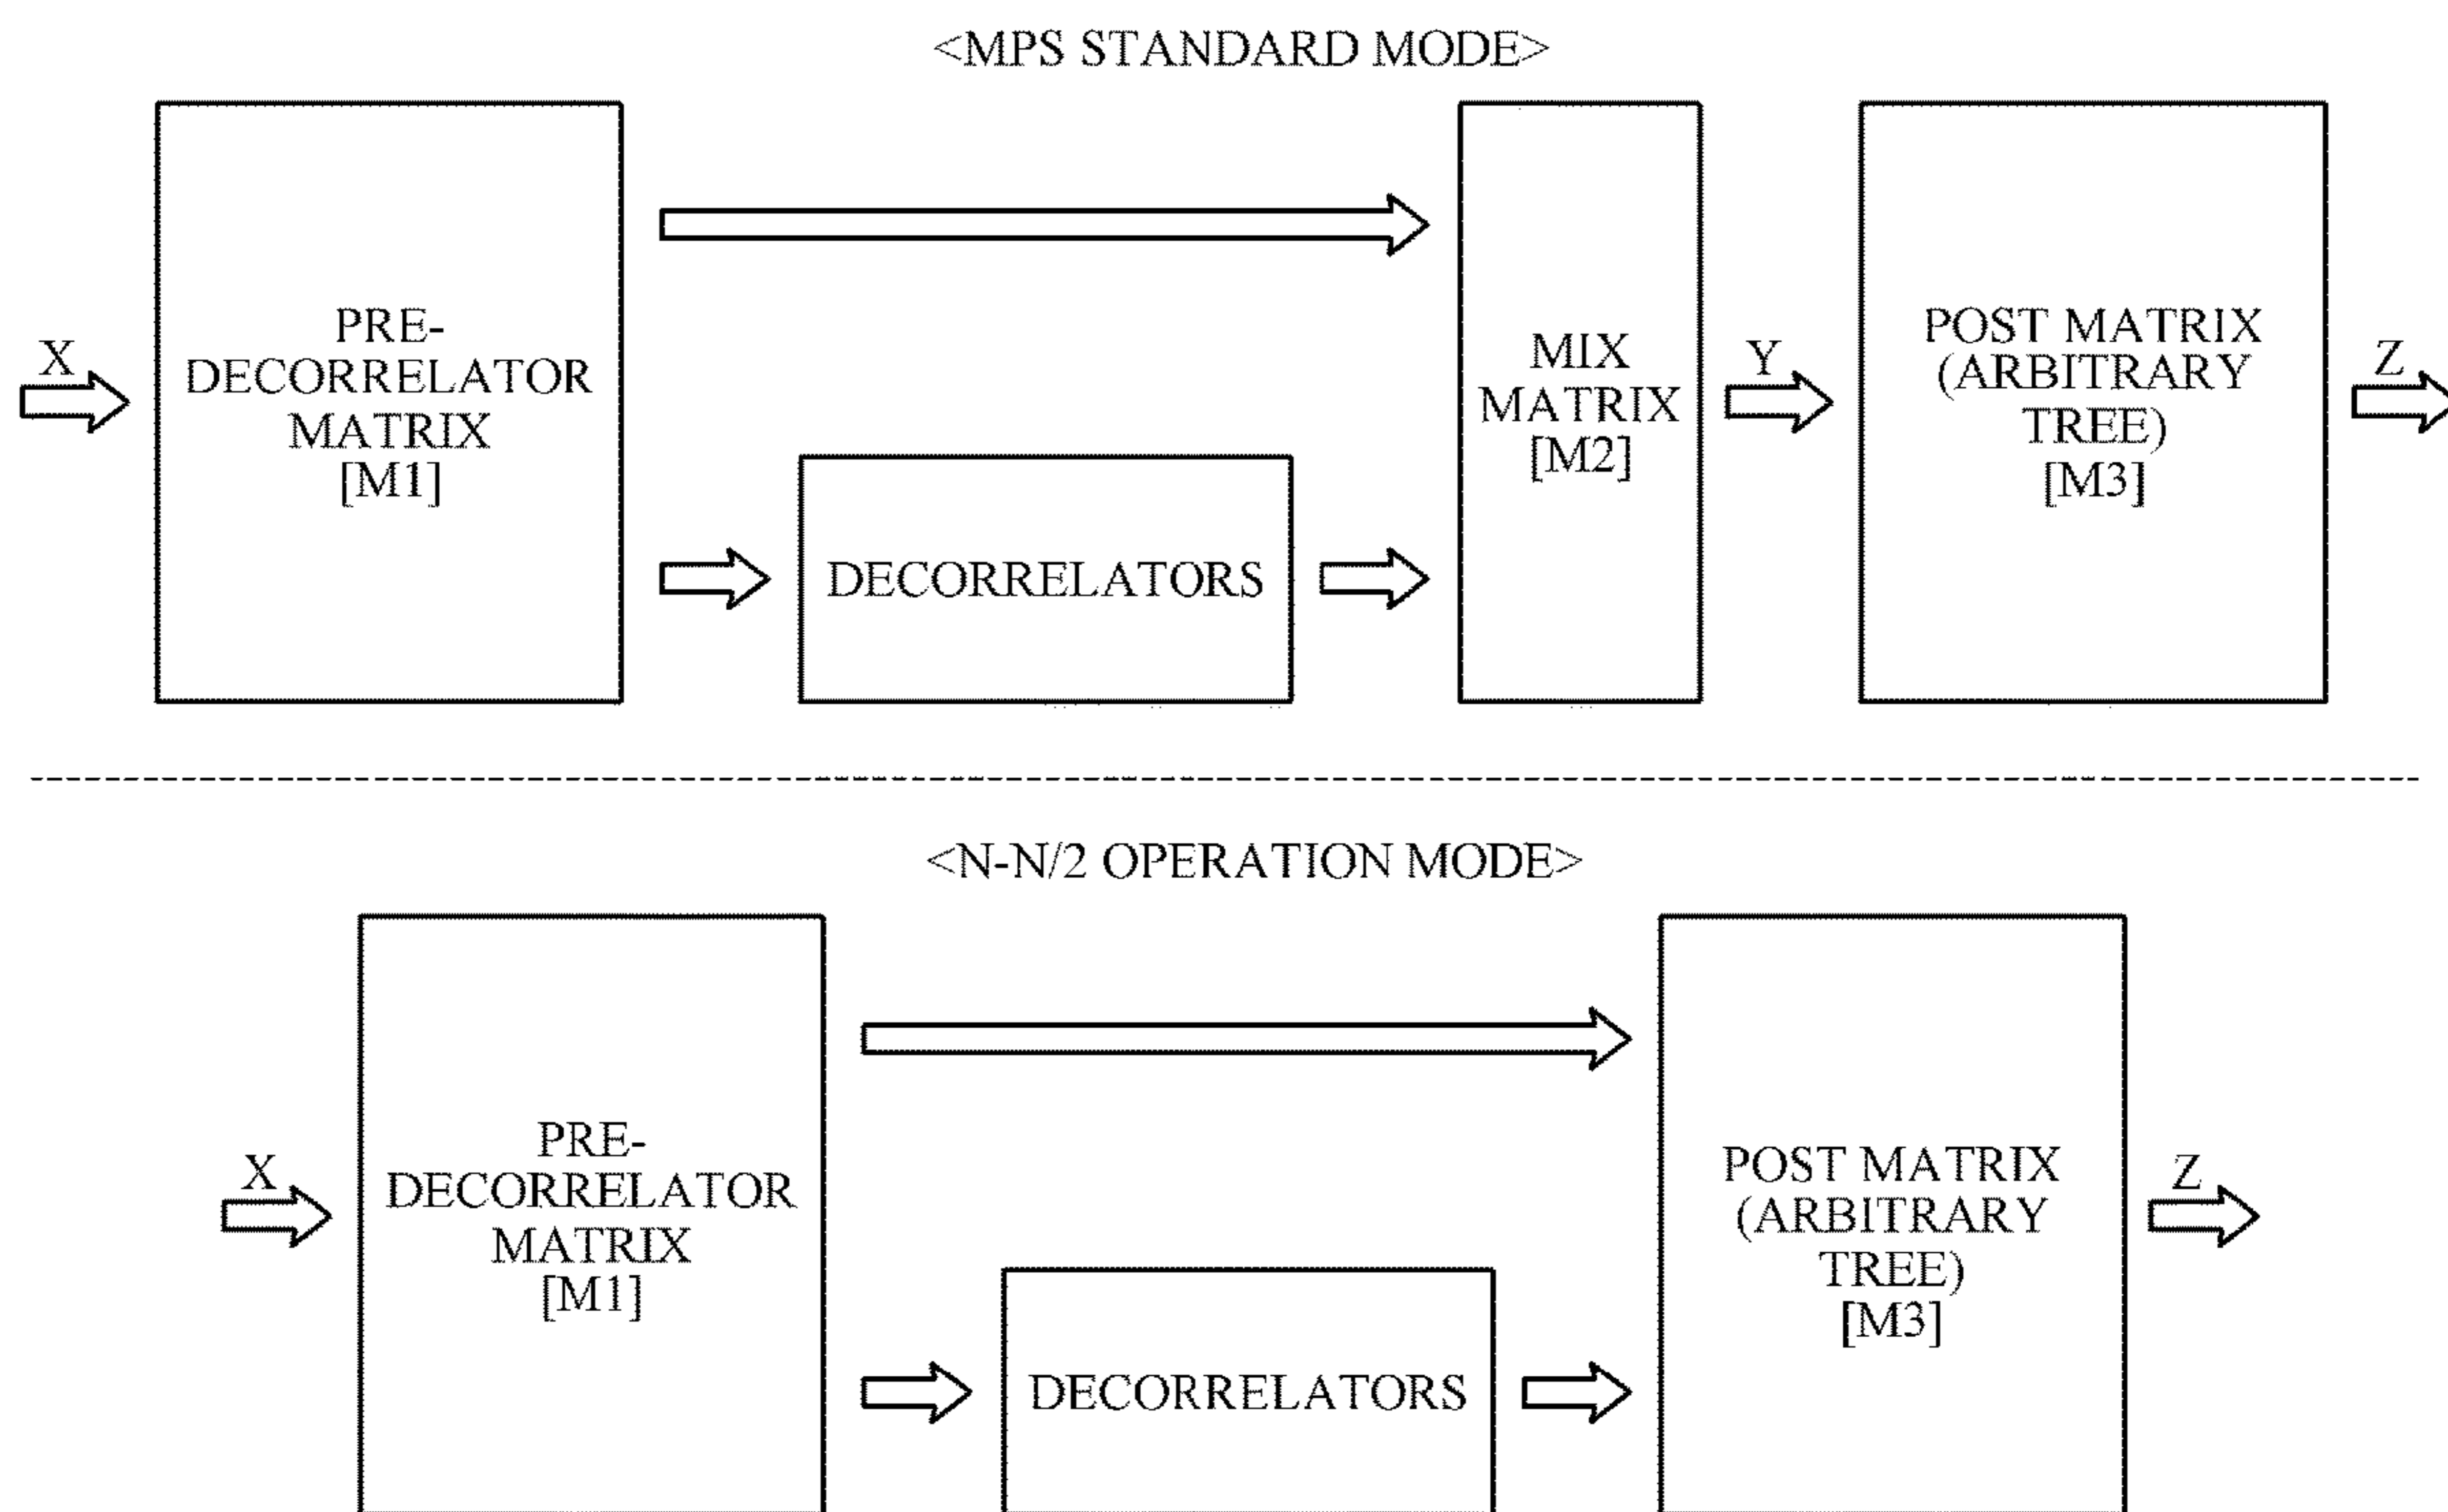 <MPS STANDARD MODE>
X
PRE-
DECORRELATOR
MATRIX
[M1]
DECORRELATORS
MIX
MATRIX
[M2]
Y
POST MATRIX
(ARBITRARY
TREE)
[M3]
Z
<N-N/2 OPERATION MODE>
X
PRE-
DECORRELATOR
MATRIX
[M1]
DECORRELATORS
POST MATRIX
(ARBITRARY
TREE)
[M3]
Z